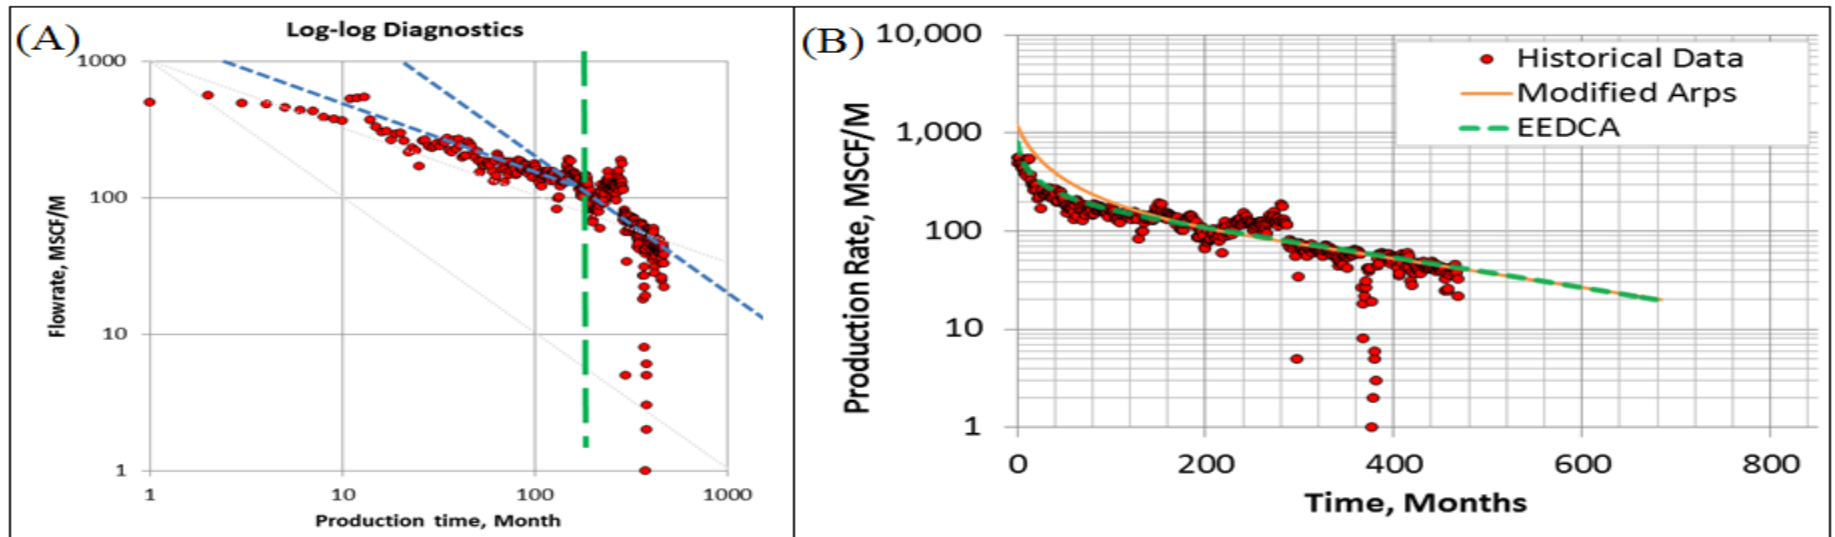 (A)
Log-log Diagnostics
1000
100
10
1
1
10
100
1000
Flowrate, MSCF/M
Production time, Month
(B)
10,000
1,000
100
10
1
0
200
400
600
800
Production Rate, MSCF/M
Time, Months
Historical Data
Modified Arps
EEDCA